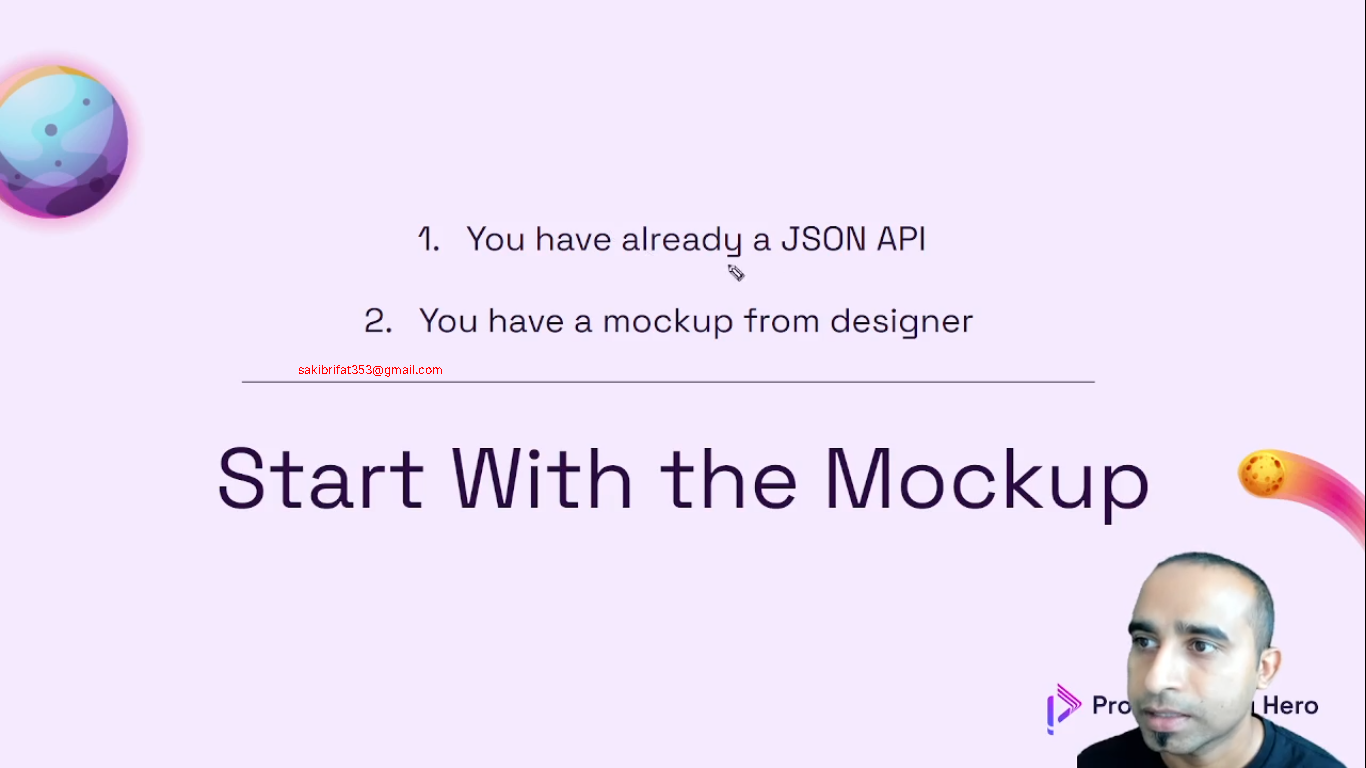 1. You have already a JSON API
2. You have a mockup from designer
sakibrifat353@gmail.com
Start With the Mockup
Hero